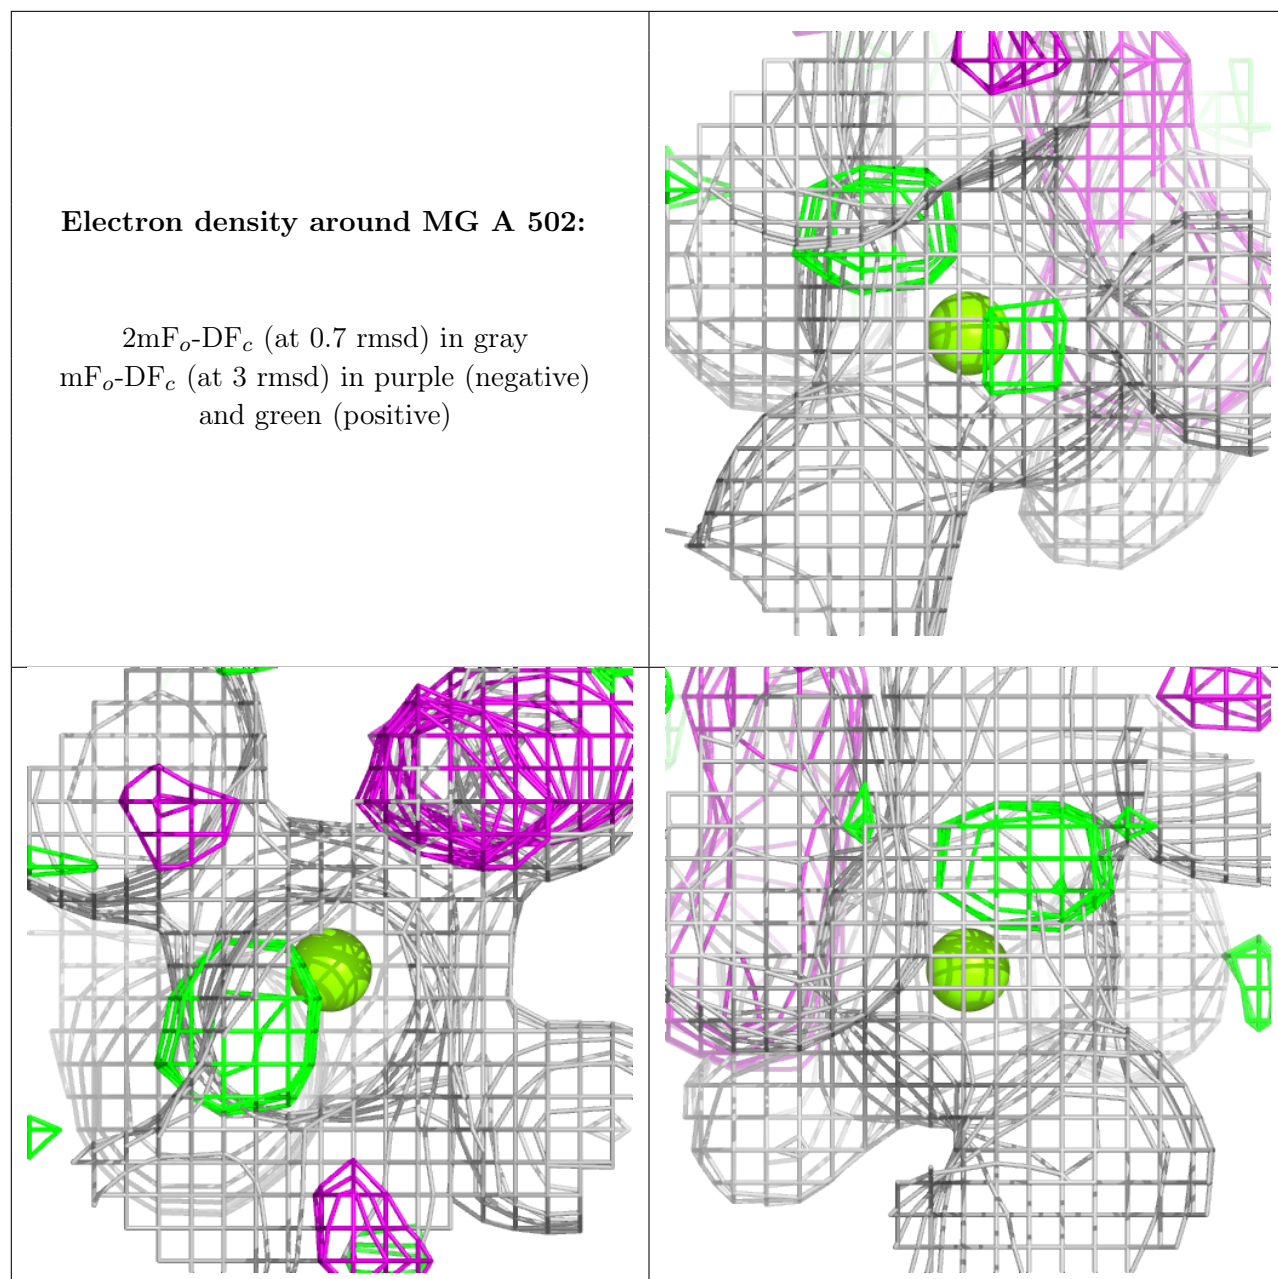 Electron density around MG A 502:
2mFo-DFc (at 0.7 rmsd) in gray
mFo-DFc (at 3 rmsd) in purple (negative)
and green (positive)